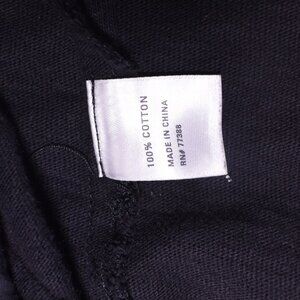 100% COTTON
MADE IN CHINA
RN# 77388